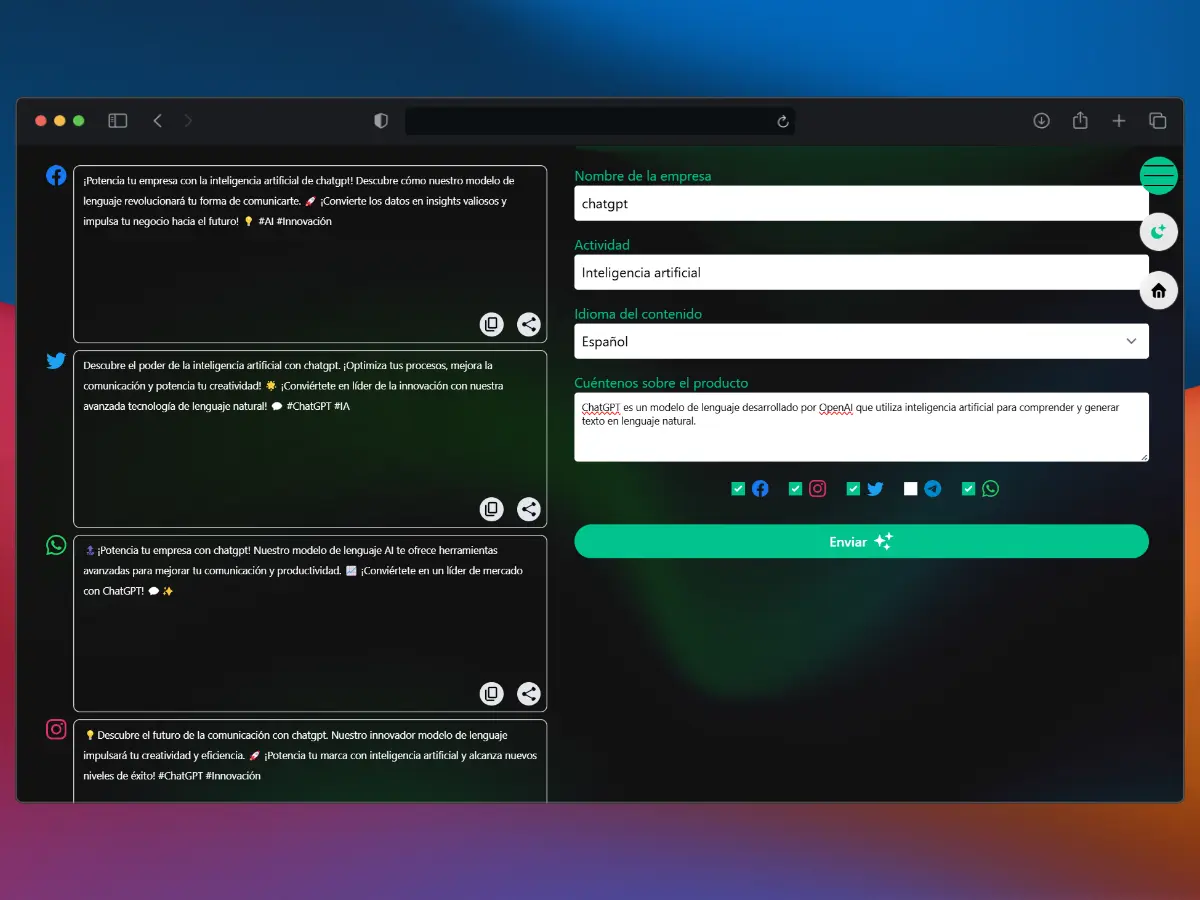 ¡Potencia tu empresa con la inteligencia artificial de chatgpt! Descubre cómo nuestro modelo de
lenguaje revolucionará tu forma de comunicarte. 🚀 ¡Convierte los datos en insights valiosos y
impulsa tu negocio hacia el futuro! 💡 #AI #Innovación
Descubre el poder de la inteligencia artificial con chatgpt. ¡Optimiza tus procesos, mejora la
comunicación y potencia tu creatividad! 🌟 ¡Conviértete en líder de la innovación con nuestra
avanzada tecnología de lenguaje natural! 💬 #ChatGPT #IA
🔝¡Potencia tu empresa con chatgpt! Nuestro modelo de lenguaje AI te ofrece herramientas
avanzadas para mejorar tu comunicación y productividad. 📈 ¡Conviértete en un líder de mercado
con ChatGPT! 💬✨
💡Descubre el futuro de la comunicación con chatgpt. Nuestro innovador modelo de lenguaje
impulsará tu creatividad y eficiencia. 🚀 ¡Potencia tu marca con inteligencia artificial y alcanza nuevos
niveles de éxito! #ChatGPT #Innovación
Nombre de la empresa
chatgpt
Actividad
Inteligencia artificial
Idioma del contenido
Español
Cuéntenos sobre el producto
ChatGPT es un modelo de lenguaje desarrollado por OpenAI que utiliza inteligencia artificial para comprender y generar
texto en lenguaje natural.
Enviar